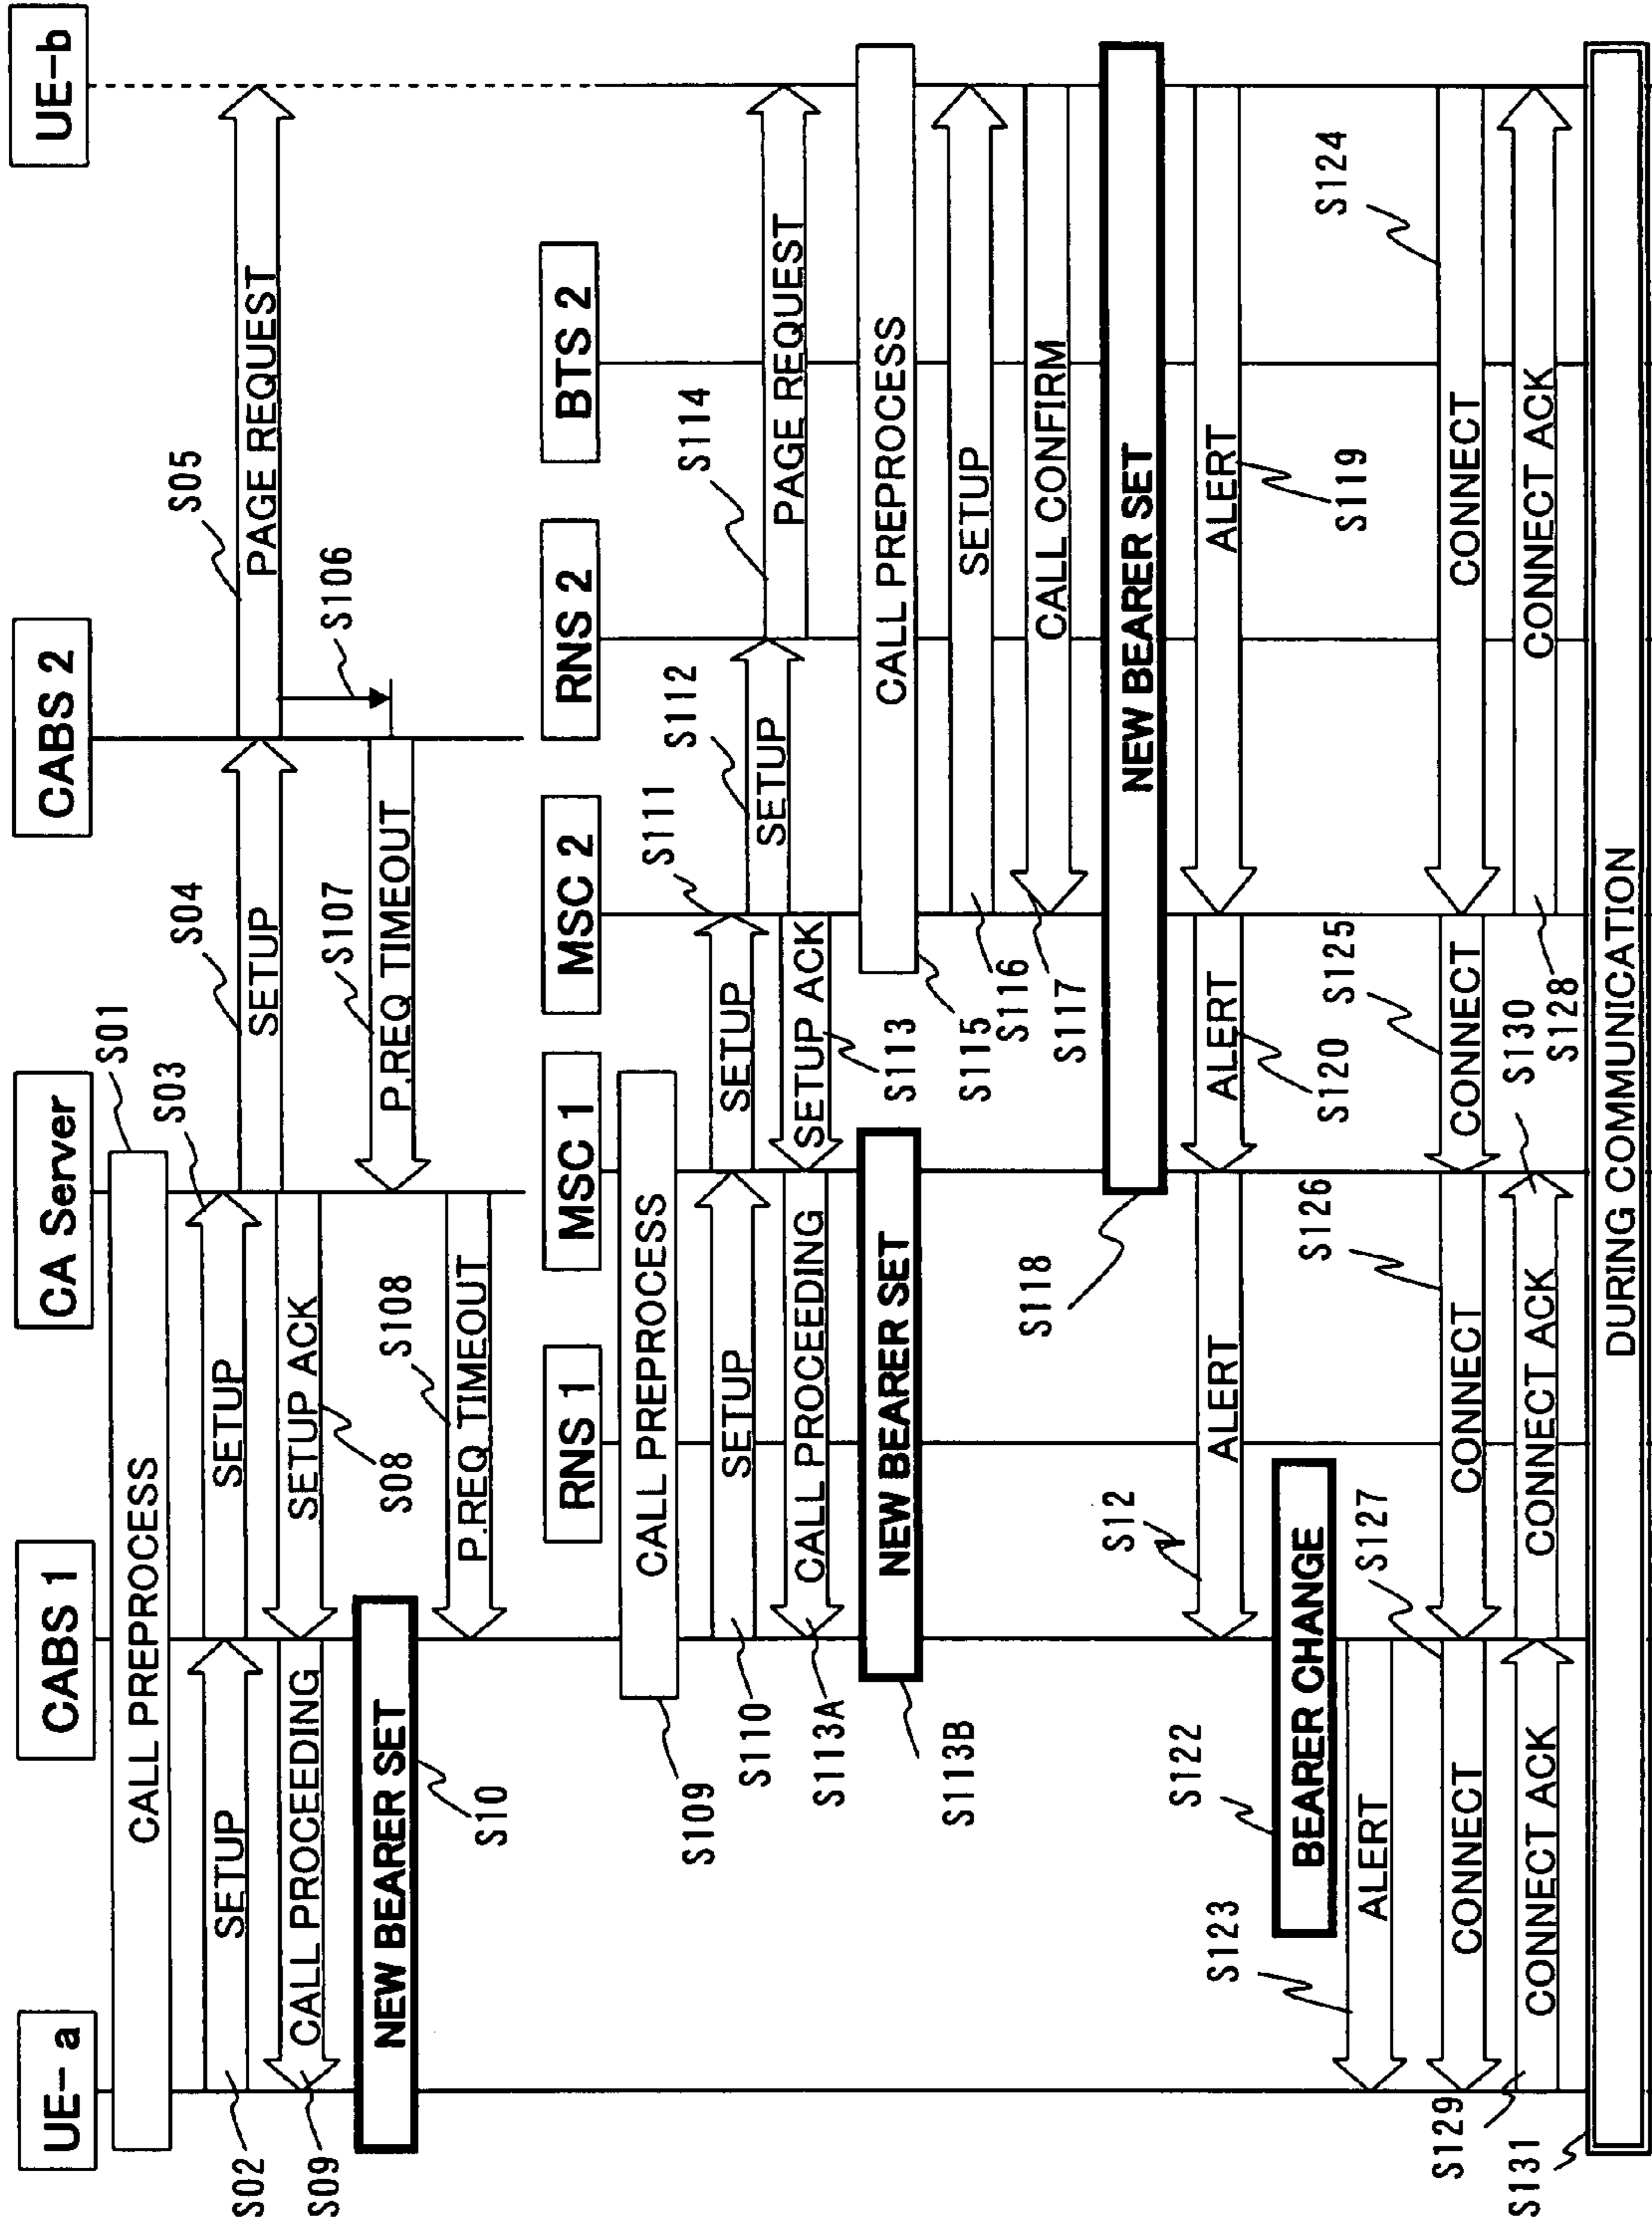 UE-a
CABS 1
CA Server
CABS 2
UE-b
CALL PREPROCESS
S01
S02
SETUP
SETUP
S03
SETUP
S04
PAGE REQUEST
S05
S09
CALL PROCEEDING
SETUP ACK
S08
S106
NEW BEARER SET
S10
P.REQ TIMEOUT
S107
P.REQ TIMEOUT
S108
RNS 1
MSC 1
MSC 2
RNS 2
BTS 2
CALL PREPROCESS
S109
SETUP
S110
SETUP
S111
SETUP
S112
PAGE REQUEST
S114
CALL PROCEEDING
S113A
SETUP ACK
S113
NEW BEARER SET
S113B
CALL PREPROCESS
S115
SETUP
S116
CALL CONFIRM
S117
NEW BEARER SET
S118
ALERT
S12
ALERT
S120
ALERT
S119
BEARER CHANGE
S122
ALERT
S123
CONNECT
S127
CONNECT
S126
CONNECT
S125
CONNECT
S124
S129
CONNECT ACK
CONNECT ACK
S130
CONNECT ACK
S128
S131
DURING COMMUNICATION